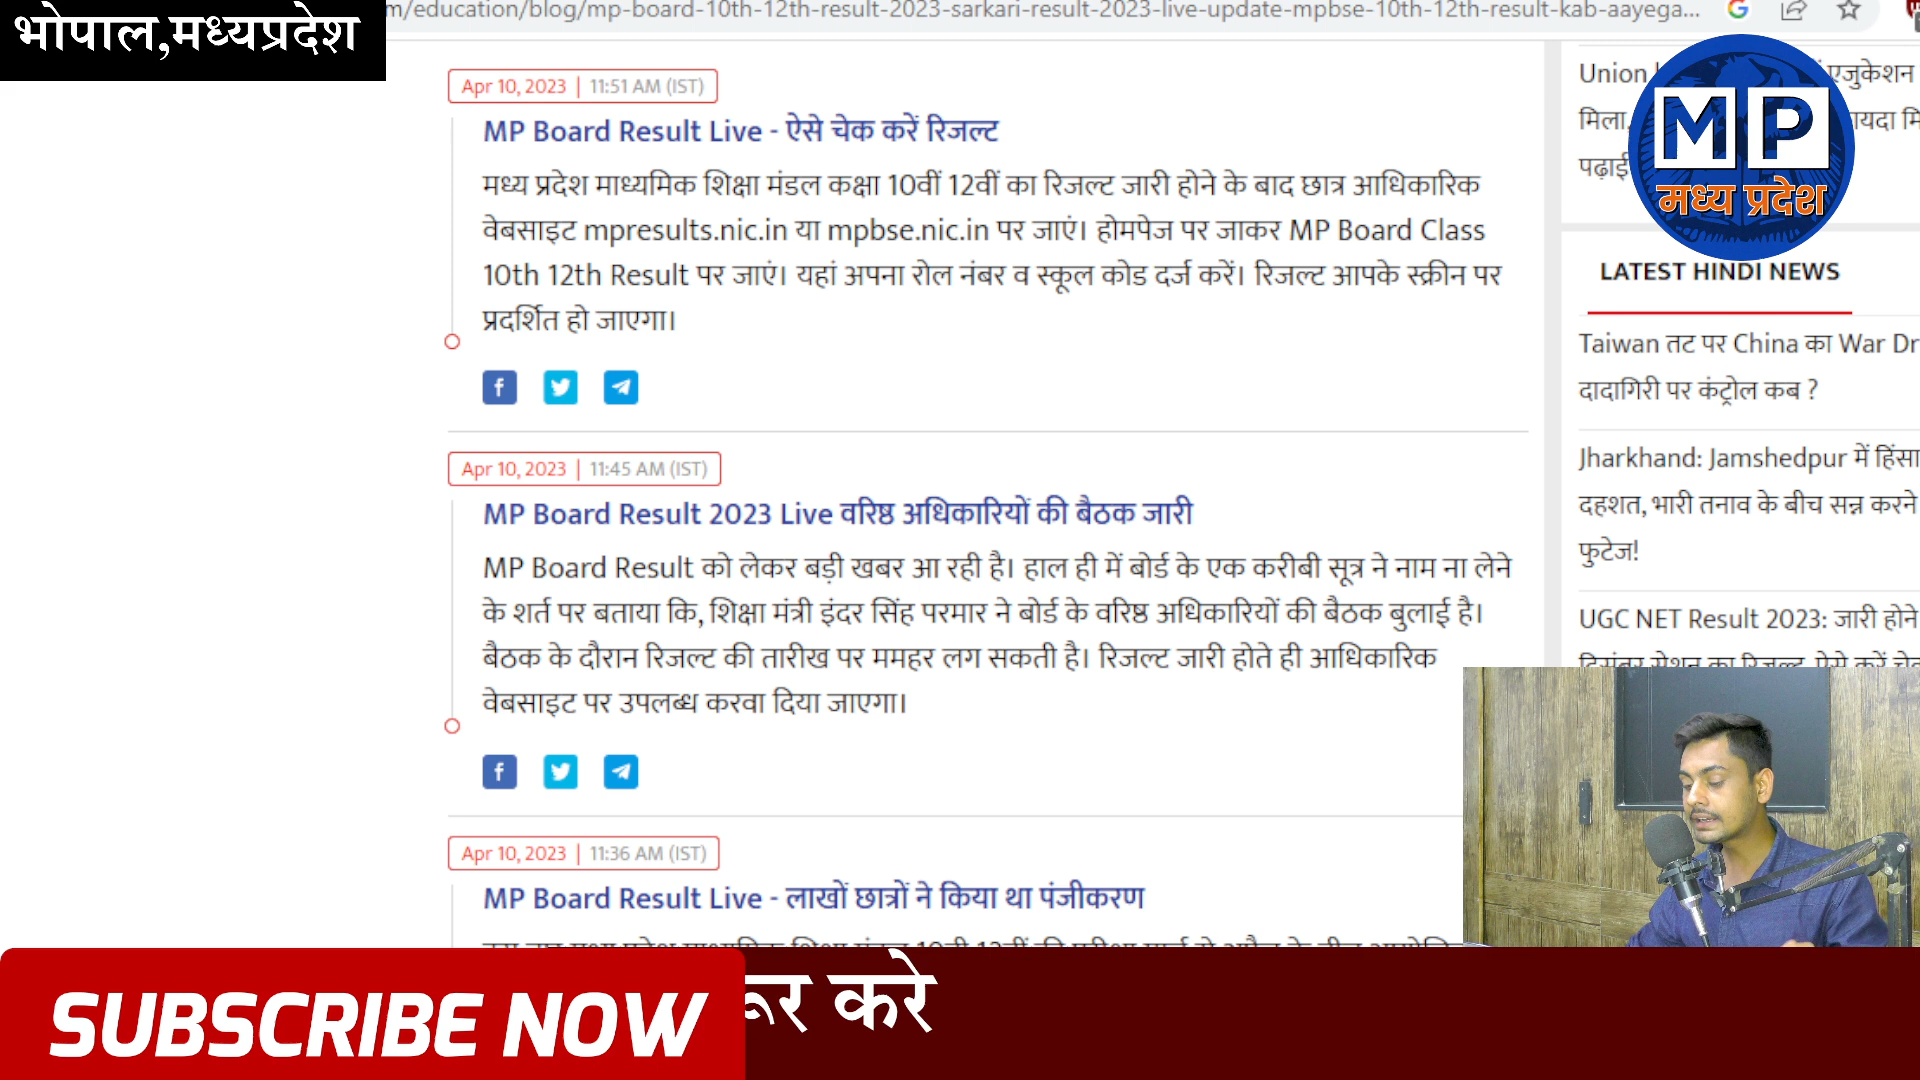 भोपाल,मध्यप्रदेश
m/education/blog/mp-board-10th-12th-result-2023-sarkari-result-2023-live-update-mpbse-10th-12th-result-kab-aayega...
Apr 10, 2023 | 11:51 AM (IST)
MP Board Result Live - ऐसे चेक करें रिजल्ट
मध्य प्रदेश माध्यमिक शिक्षा मंडल कक्षा 10वीं 12वीं का रिजल्ट जारी होने के बाद छात्र आधिकारिक
वेबसाइट mpresults.nic.in या mpbse.nic.in पर जाएं। होमपेज पर जाकर MP Board Class
10th 12th Result पर जाएं। यहां अपना रोल नंबर व स्कूल कोड दर्ज करें। रिजल्ट आपके स्क्रीन पर
प्रदर्शित हो जाएगा।
Apr 10, 2023 | 11:45 AM (IST)
MP Board Result 2023 Live वरिष्ठ अधिकारियों की बैठक जारी
MP Board Result को लेकर बड़ी खबर आ रही है। हाल ही में बोर्ड के एक करीबी सूत्र ने नाम ना लेने
के शर्त पर बताया कि, शिक्षा मंत्री इंदर सिंह परमार ने बोर्ड के वरिष्ठ अधिकारियों की बैठक बुलाई है।
बैठक के दौरान रिजल्ट की तारीख पर ममहर लग सकती है। रिजल्ट जारी होते ही आधिकारिक
वेबसाइट पर उपलब्ध करवा दिया जाएगा।
Apr 10, 2023 | 11:36 AM (IST)
MP Board Result Live - लाखों छात्रों ने किया था पंजीकरण
Union एजुकेशन
मिला,
पढ़ाई
MP
मध्य प्रदेश
LATEST HINDI NEWS
Taiwan तट पर China का War Dr
दादागिरी पर कंट्रोल कब ?
Jharkhand: Jamshedpur में हिंसा
दहशत, भारी तनाव के बीच सन्न करने
फुटेज!
UGC NET Result 2023: जारी होने
SUBSCRIBE NOW
करे